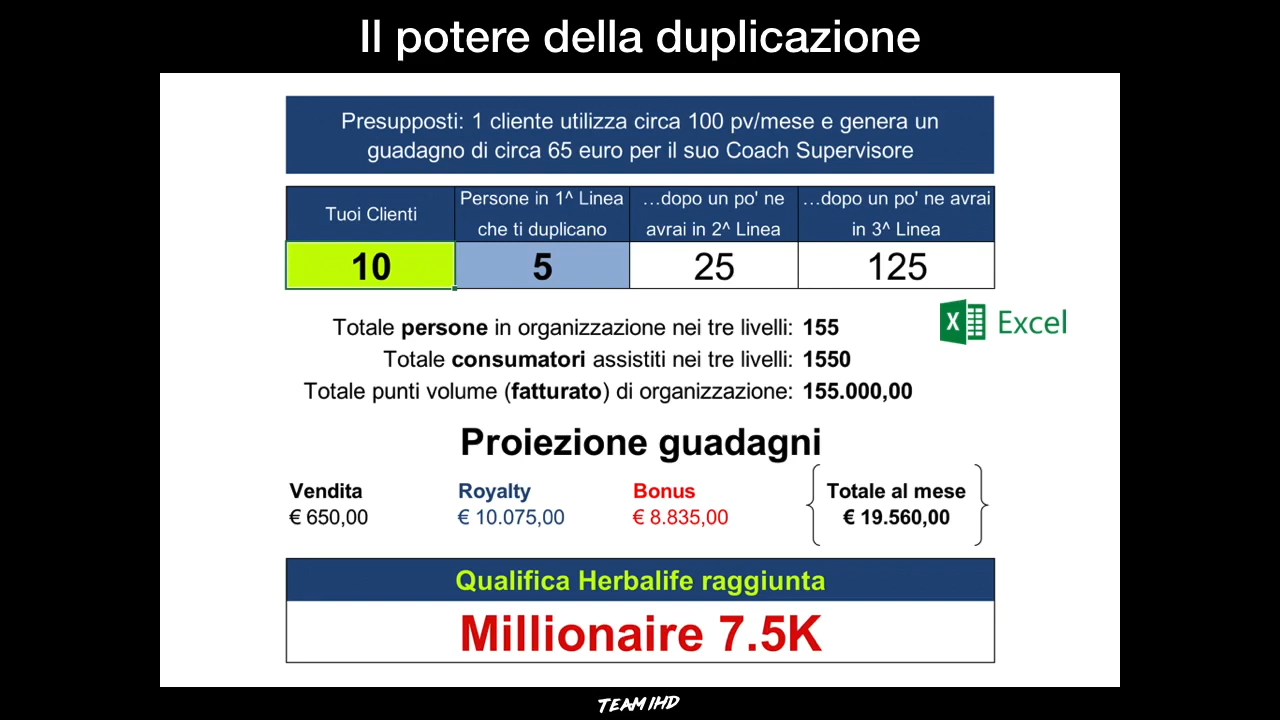 Il potere della duplicazione
Presupposti: 1 cliente utilizza circa 100 pv/mese e genera un
guadagno di circa 65 euro per il suo Coach Supervisore
Tuoi Clienti
Persone in 1^ Linea
che ti duplicano
…dopo un po' ne
avrai in 2^ Linea
…dopo un po' ne avrai
in 3^ Linea
10
5
25
125
Totale persone in organizzazione nei tre livelli: 155
Totale consumatori assistiti nei tre livelli: 1550
Totale punti volume (fatturato) di organizzazione: 155.000,00
X Excel
Proiezione guadagni
Vendita
€ 650,00
Royalty
€ 10.075,00
Bonus
€ 8.835,00
Totale al mese
€ 19.560,00
Qualifica Herbalife raggiunta
Millionaire 7.5K
TEAM IHD